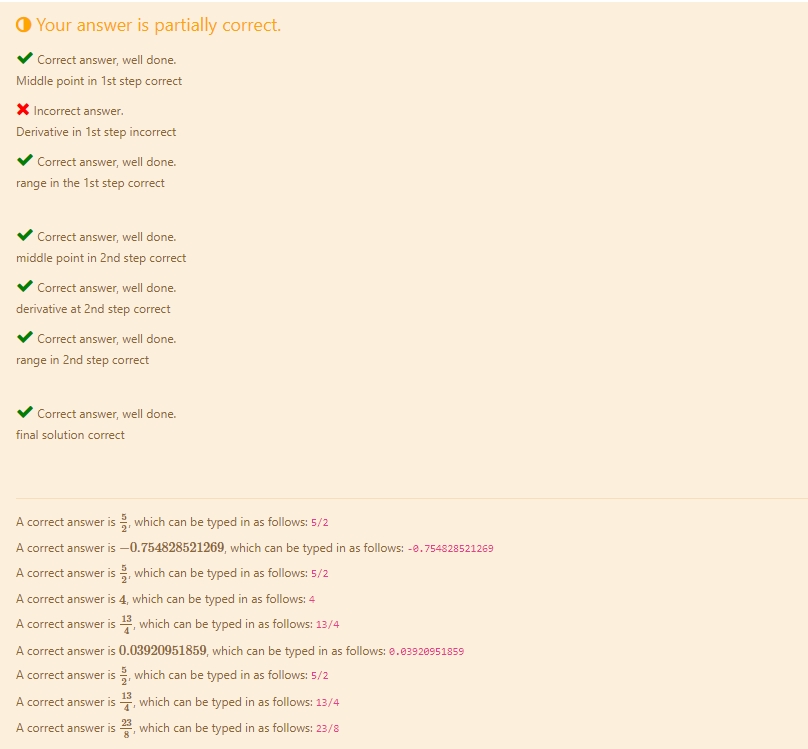 Your answer is partially correct.
Correct answer, well done.
Middle point in 1st step correct
Incorrect answer.
Derivative in 1st step incorrect
Correct answer, well done.
range in the 1st step correct
Correct answer, well done.
middle point in 2nd step correct
Correct answer, well done.
derivative at 2nd step correct
Correct answer, well done.
range in 2nd step correct
Correct answer, well done.
final solution correct
A correct answer is 5/2, which can be typed in as follows: 5/2
A correct answer is −0.754828521269, which can be typed in as follows: -0.754828521269
A correct answer is 5/2, which can be typed in as follows: 5/2
A correct answer is 4, which can be typed in as follows: 4
A correct answer is 13/4, which can be typed in as follows: 13/4
A correct answer is 0.03920951859, which can be typed in as follows: 0.03920951859
A correct answer is 5/2, which can be typed in as follows: 5/2
A correct answer is 13/4, which can be typed in as follows: 13/4
A correct answer is 23/8, which can be typed in as follows: 23/8